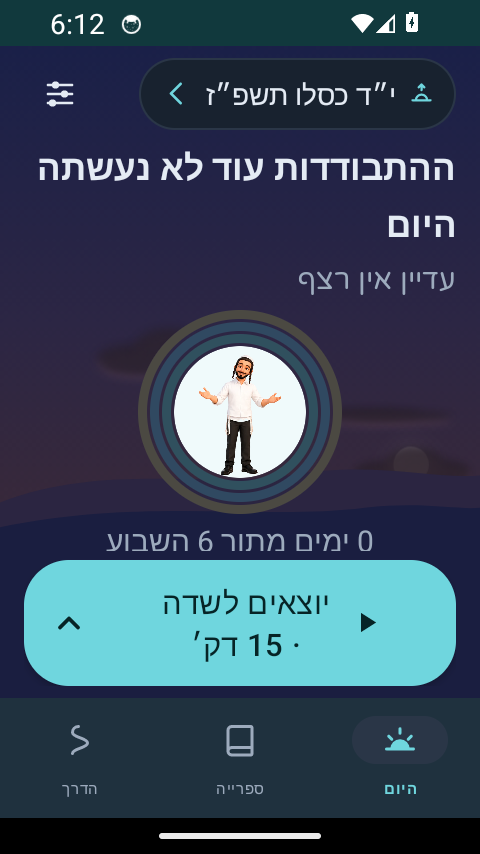 6:12
י״ד כסלו תשפ״ז
ההתבודדות עוד לא נעשתה
היום
עדיין אין רצף
0 ימים מתוך 6 השבוע
יוצאים לשדה
· 15 דק׳
היום
ספרייה
הדרך